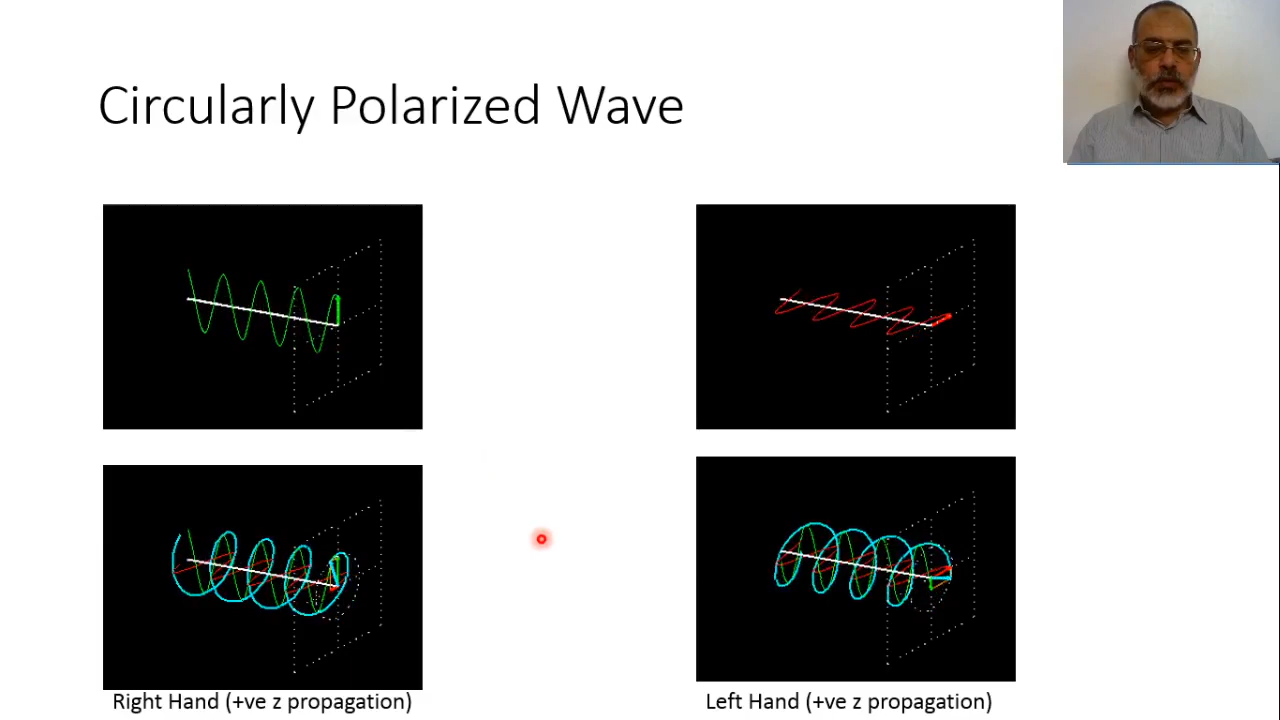 Circularly Polarized Wave
Right Hand (+ve z propagation)
Left Hand (+ve z propagation)